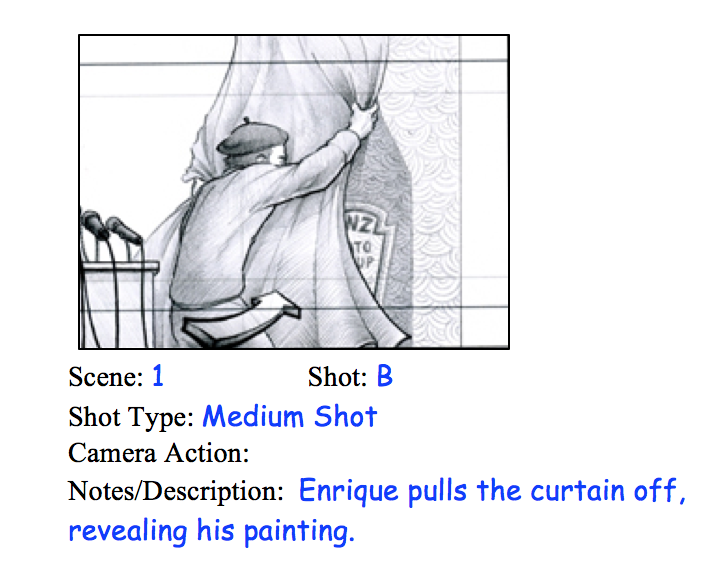 NZ
TO
UP
Scene: 1 Shot: B
Shot Type: Medium Shot
Camera Action:
Notes/Description: Enrique pulls the curtain off,
revealing his painting.